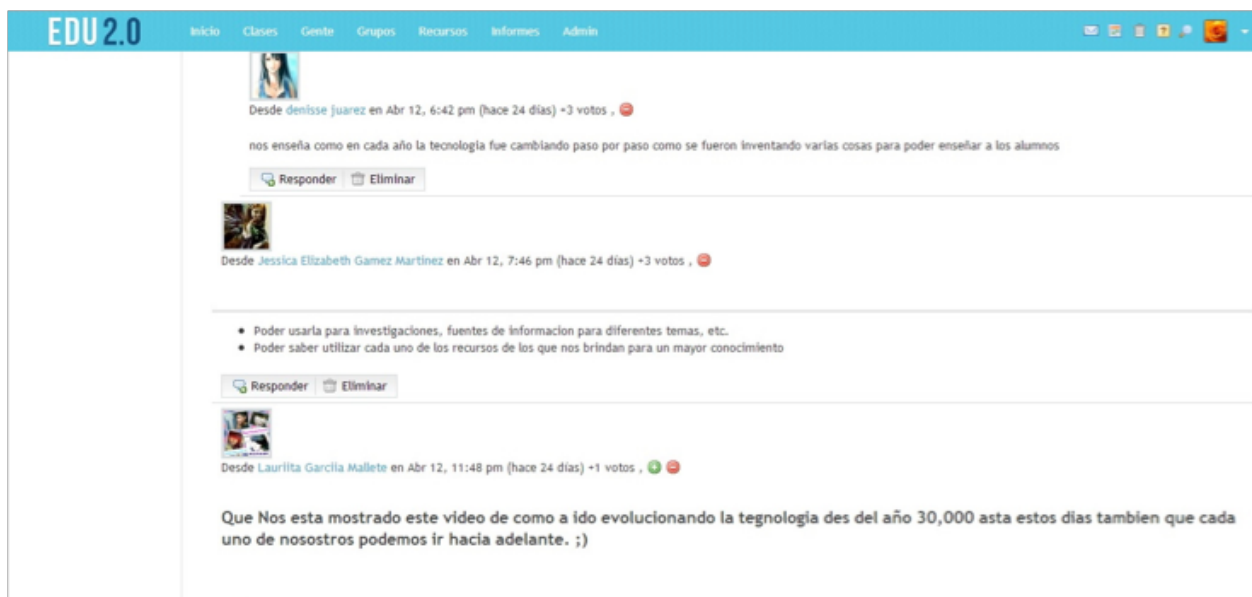 EDU 2.0 Inicio Clases Gente Grupos Recursos Informes Admin
Desde denisse juarez en Abr 12, 6:42 pm (hace 24 días) +3 votos ,
nos enseña como en cada año la tecnologia fue cambiando paso por paso como se fueron inventando varias cosas para poder enseñar a los alumnos
Responder Eliminar
Desde Jessica Elizabeth Gamez Martinez en Abr 12, 7:46 pm (hace 24 días) +3 votos ,
• Poder usarla para investigaciones, fuentes de informacion para diferentes temas, etc.
• Poder saber utilizar cada uno de los recursos de los que nos brindan para un mayor conocimiento
Responder Eliminar
Desde Lauriita Garciia Mallete en Abr 12, 11:48 pm (hace 24 días) +1 votos ,
Que Nos esta mostrado este video de como a ido evolucionando la tegnologia des del año 30,000 asta estos dias tambien que cada
uno de nosostros podemos ir hacia adelante. ;)